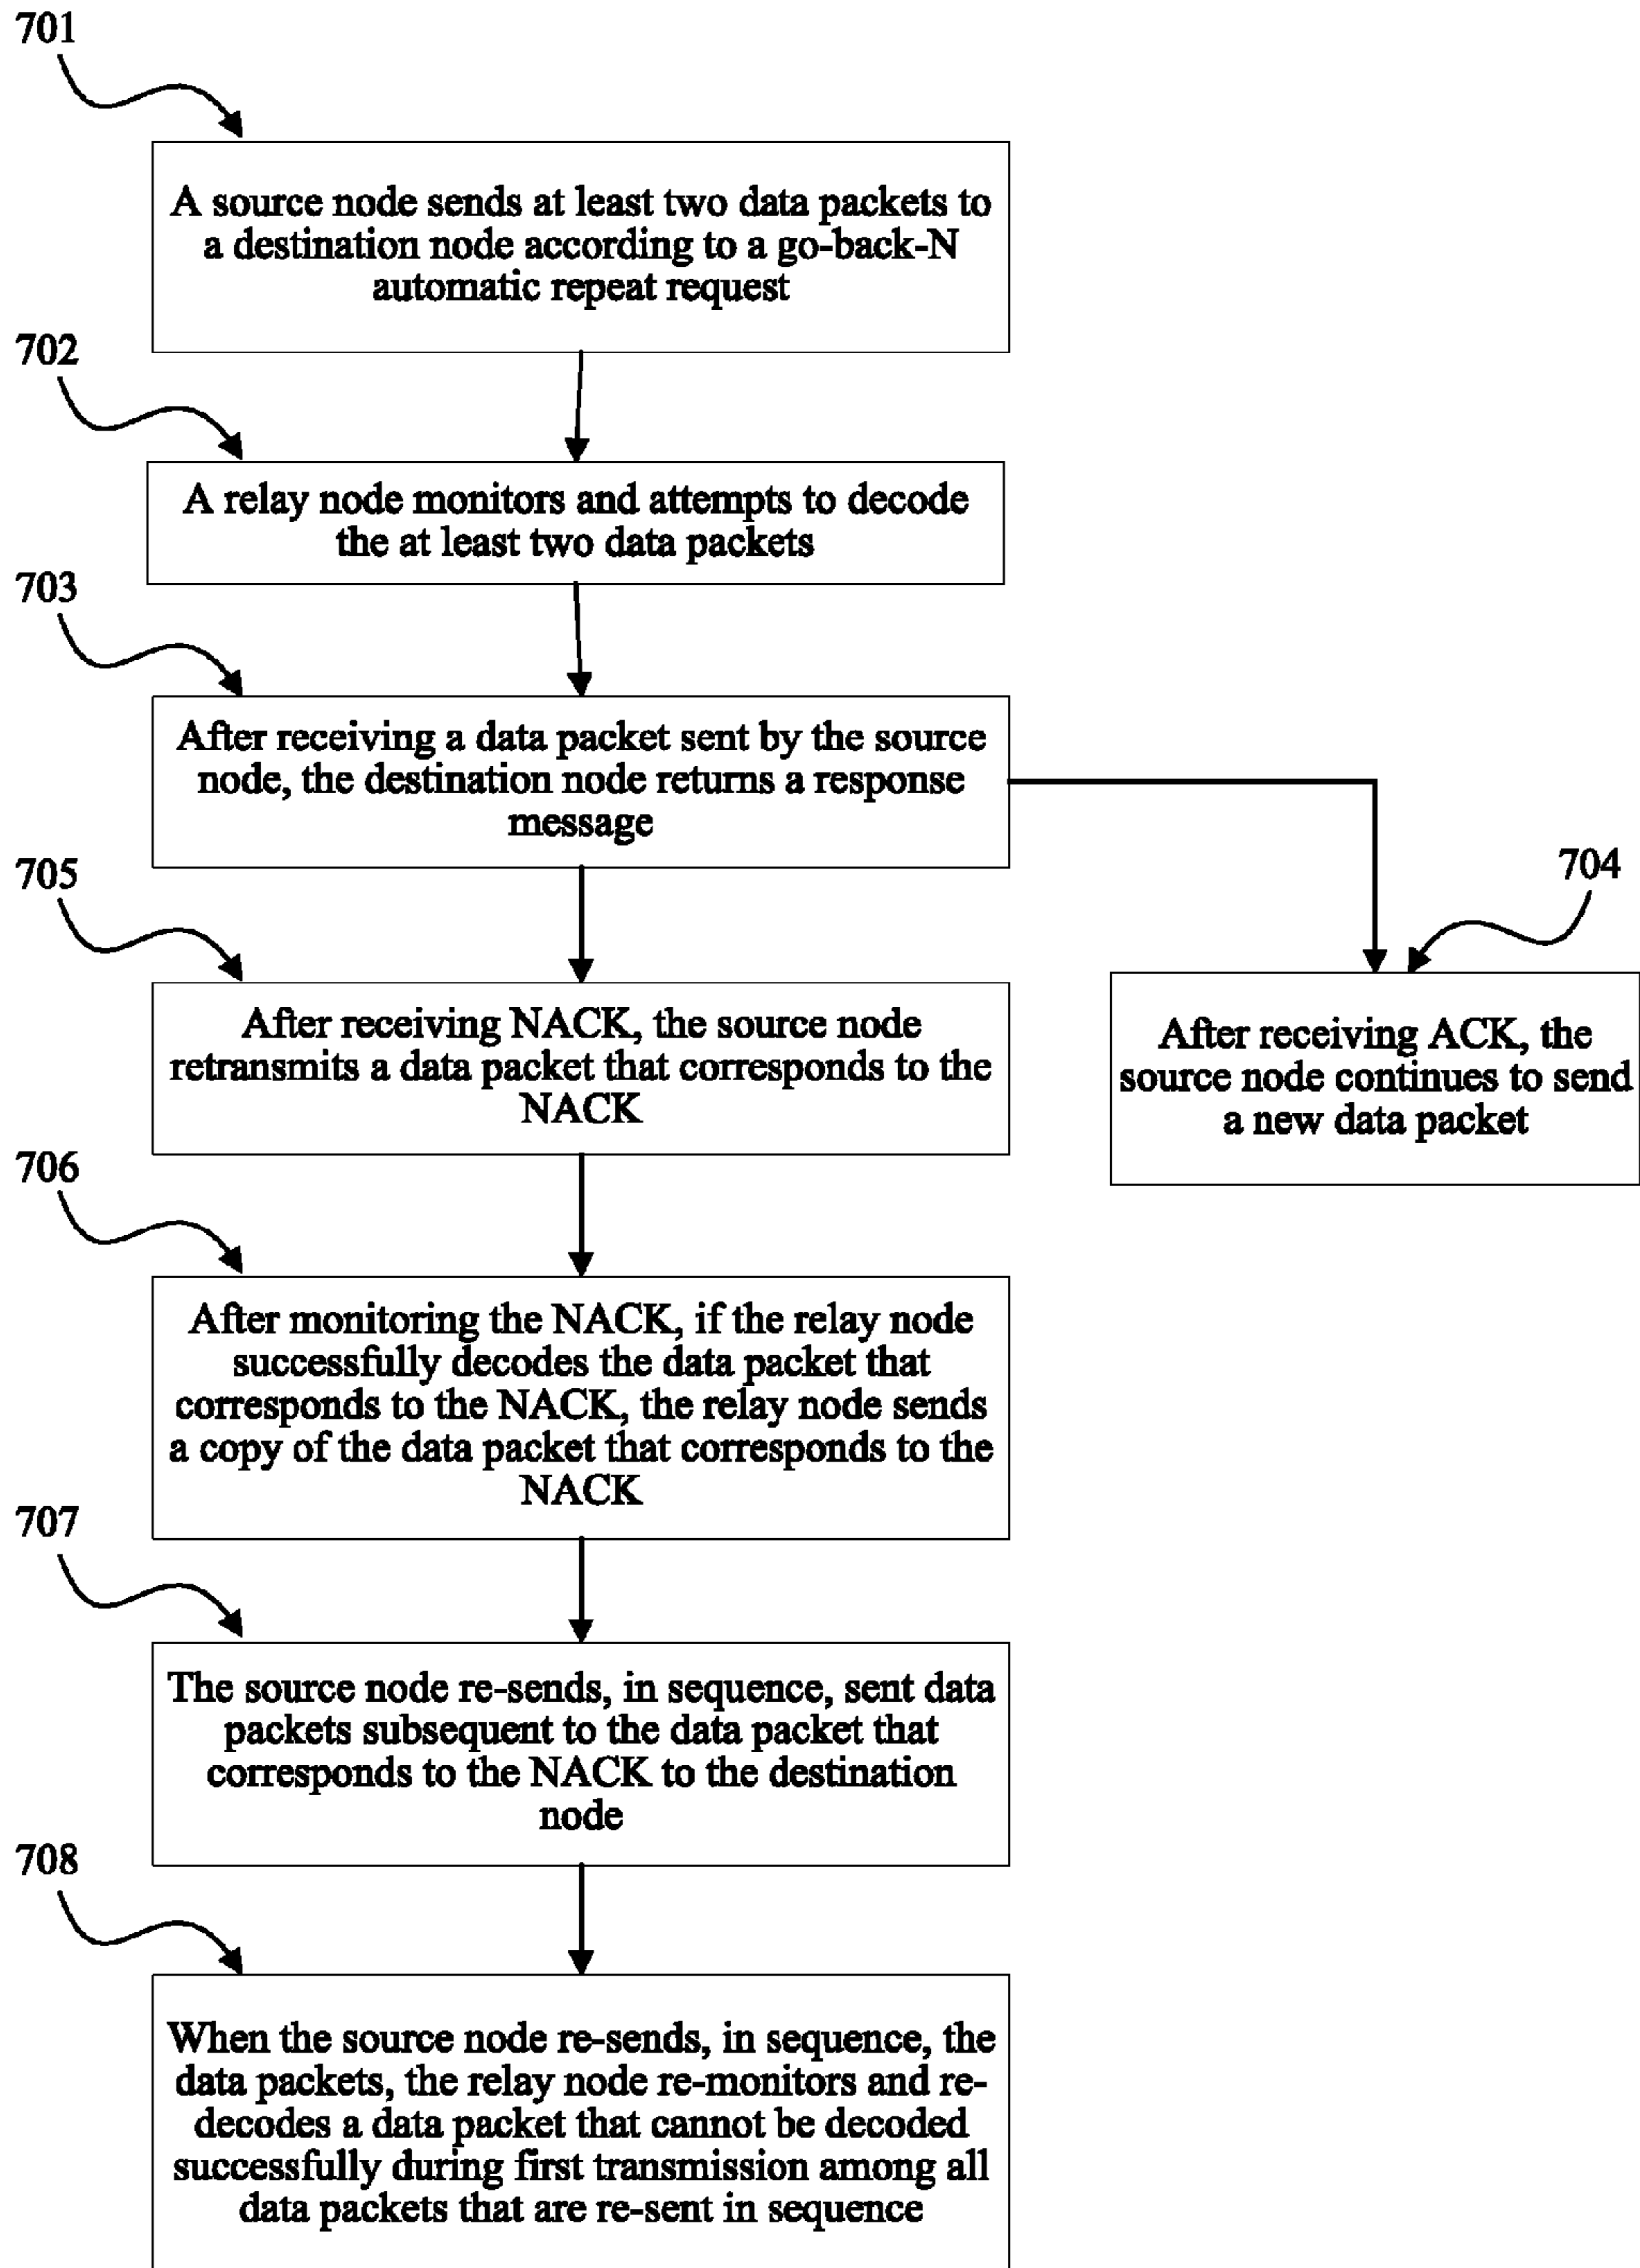 701
A source node sends at least two data packets to
a destination node according to a go-back-N
automatic repeat request
702
A relay node monitors and attempts to decode
the at least two data packets
703
After receiving a data packet sent by the source
node, the destination node returns a response
message
704
After receiving ACK, the
source node continues to send
a new data packet
705
After receiving NACK, the source node
retransmits a data packet that corresponds to the
NACK
706
After monitoring the NACK, if the relay node
successfully decodes the data packet that
corresponds to the NACK, the relay node sends
a copy of the data packet that corresponds to the
NACK
707
The source node re-sends, in sequence, sent data
packets subsequent to the data packet that
corresponds to the NACK to the destination
node
708
When the source node re-sends, in sequence, the
data packets, the relay node re-monitors and re-
decodes a data packet that cannot be decoded
successfully during first transmission among all
data packets that are re-sent in sequence